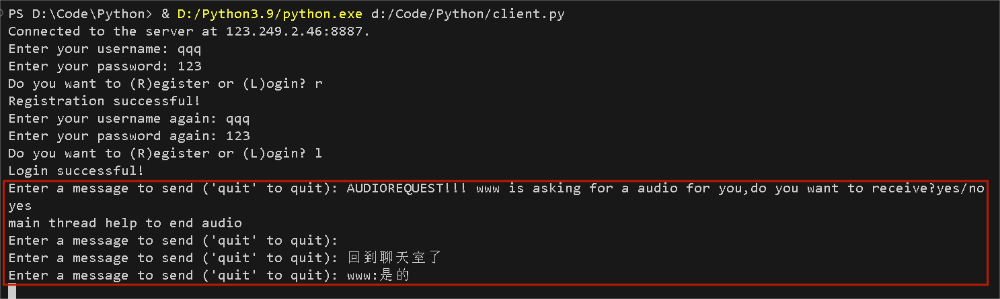 PS D:\Code\Python> & D:/Python3.9/python.exe d:/Code/Python/client.py
Connected to the server at 123.249.2.46:8887.
Enter your username: qqq
Enter your password: 123
Do you want to (R)egister or (L)ogin? r
Registration successful!
Enter your username again: qqq
Enter your password again: 123
Do you want to (R)egister or (L)ogin? l
Login successful!
Enter a message to send ('quit' to quit): AUDIOREQUEST!!! www is asking for a audio for you,do you want to receive?yes/no
yes
main thread help to end audio
Enter a message to send ('quit' to quit):
Enter a message to send ('quit' to quit): 回到聊天室了
Enter a message to send ('quit' to quit): www:是的